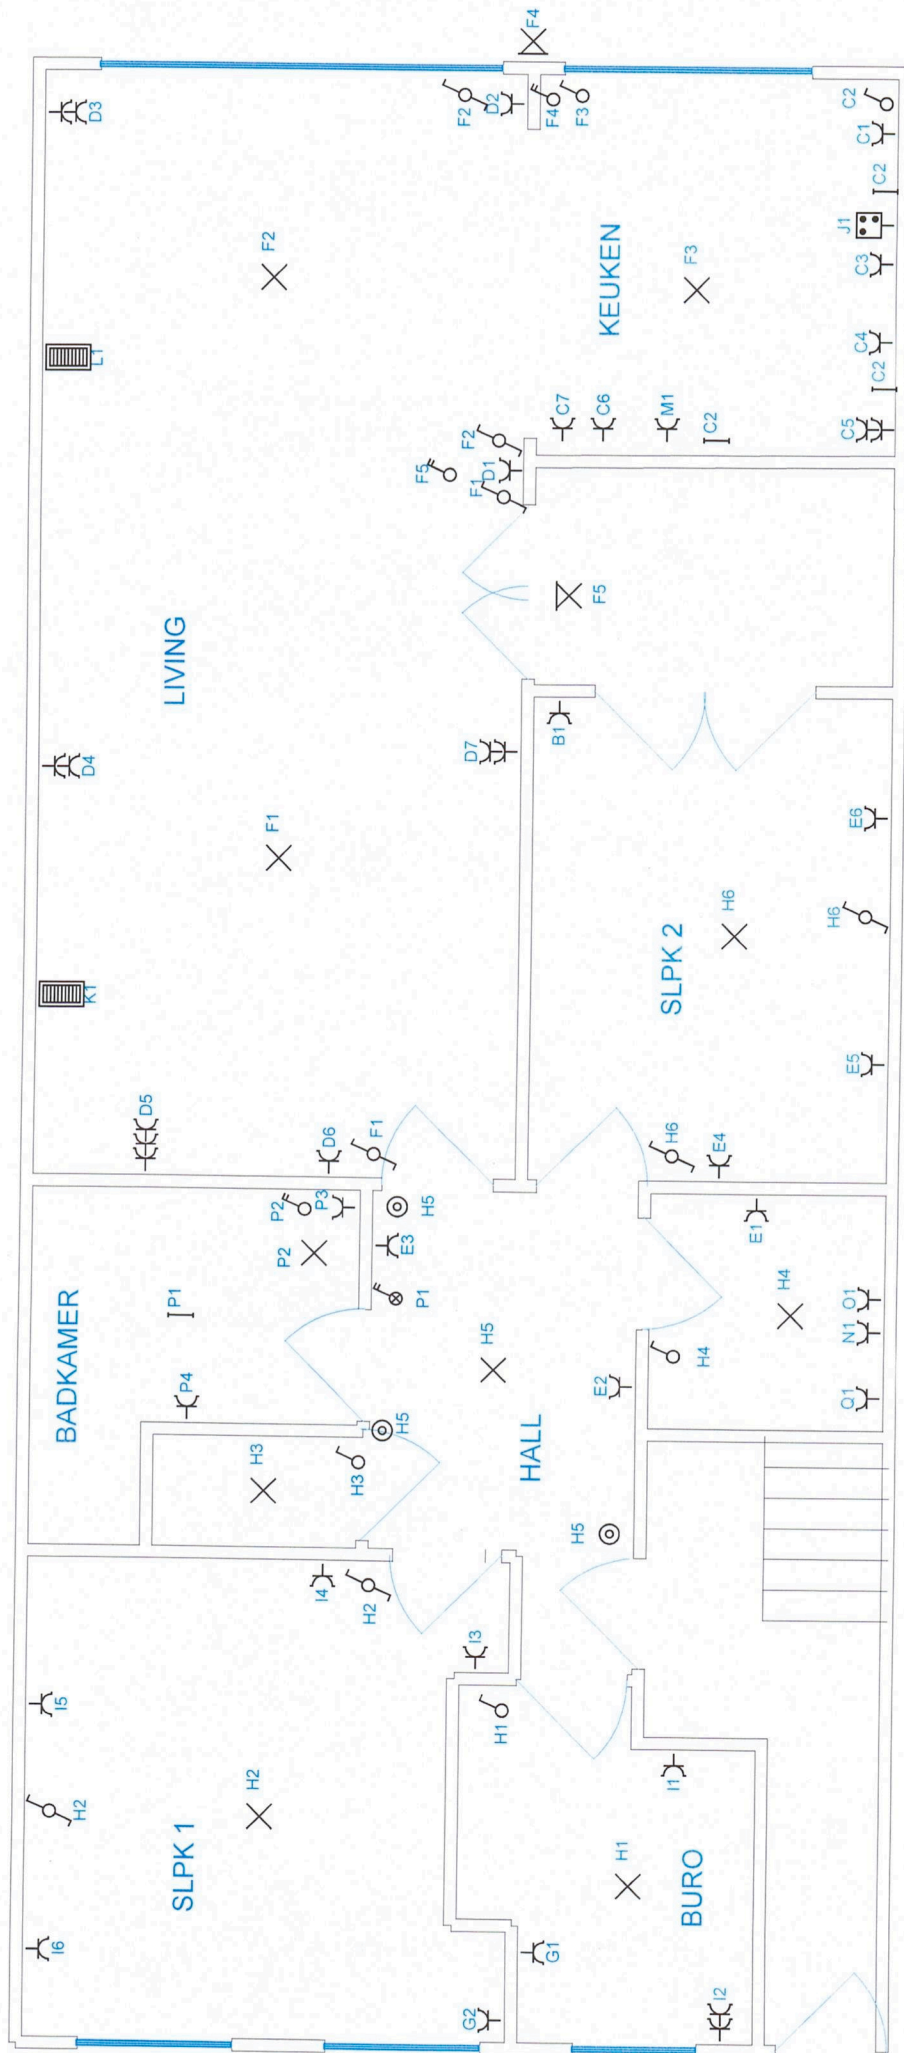 F4
D3
F2
D2
F4
F3
C2
C1
C2
J1
C3
F2
F3
KEUKEN
L1
C4
C2
C5
C7
C6
M1
C2
F2
F5
D1
F1
F5
LIVING
D4
D7
B1
F1
E6
H6
H6
SLPK 2
K1
E5
D5
D6
F1
H6
E4
P2
P3
H5
E1
P2
E3
P1
P1
BADKAMER
H5
H4
O1
N1
H4
Q1
P4
E2
H5
H3
H3
HALL
H5
I4
H2
I3
I5
H1
H2
H2
SLPK 1
I1
H1
BURO
I6
G1
G2
I2